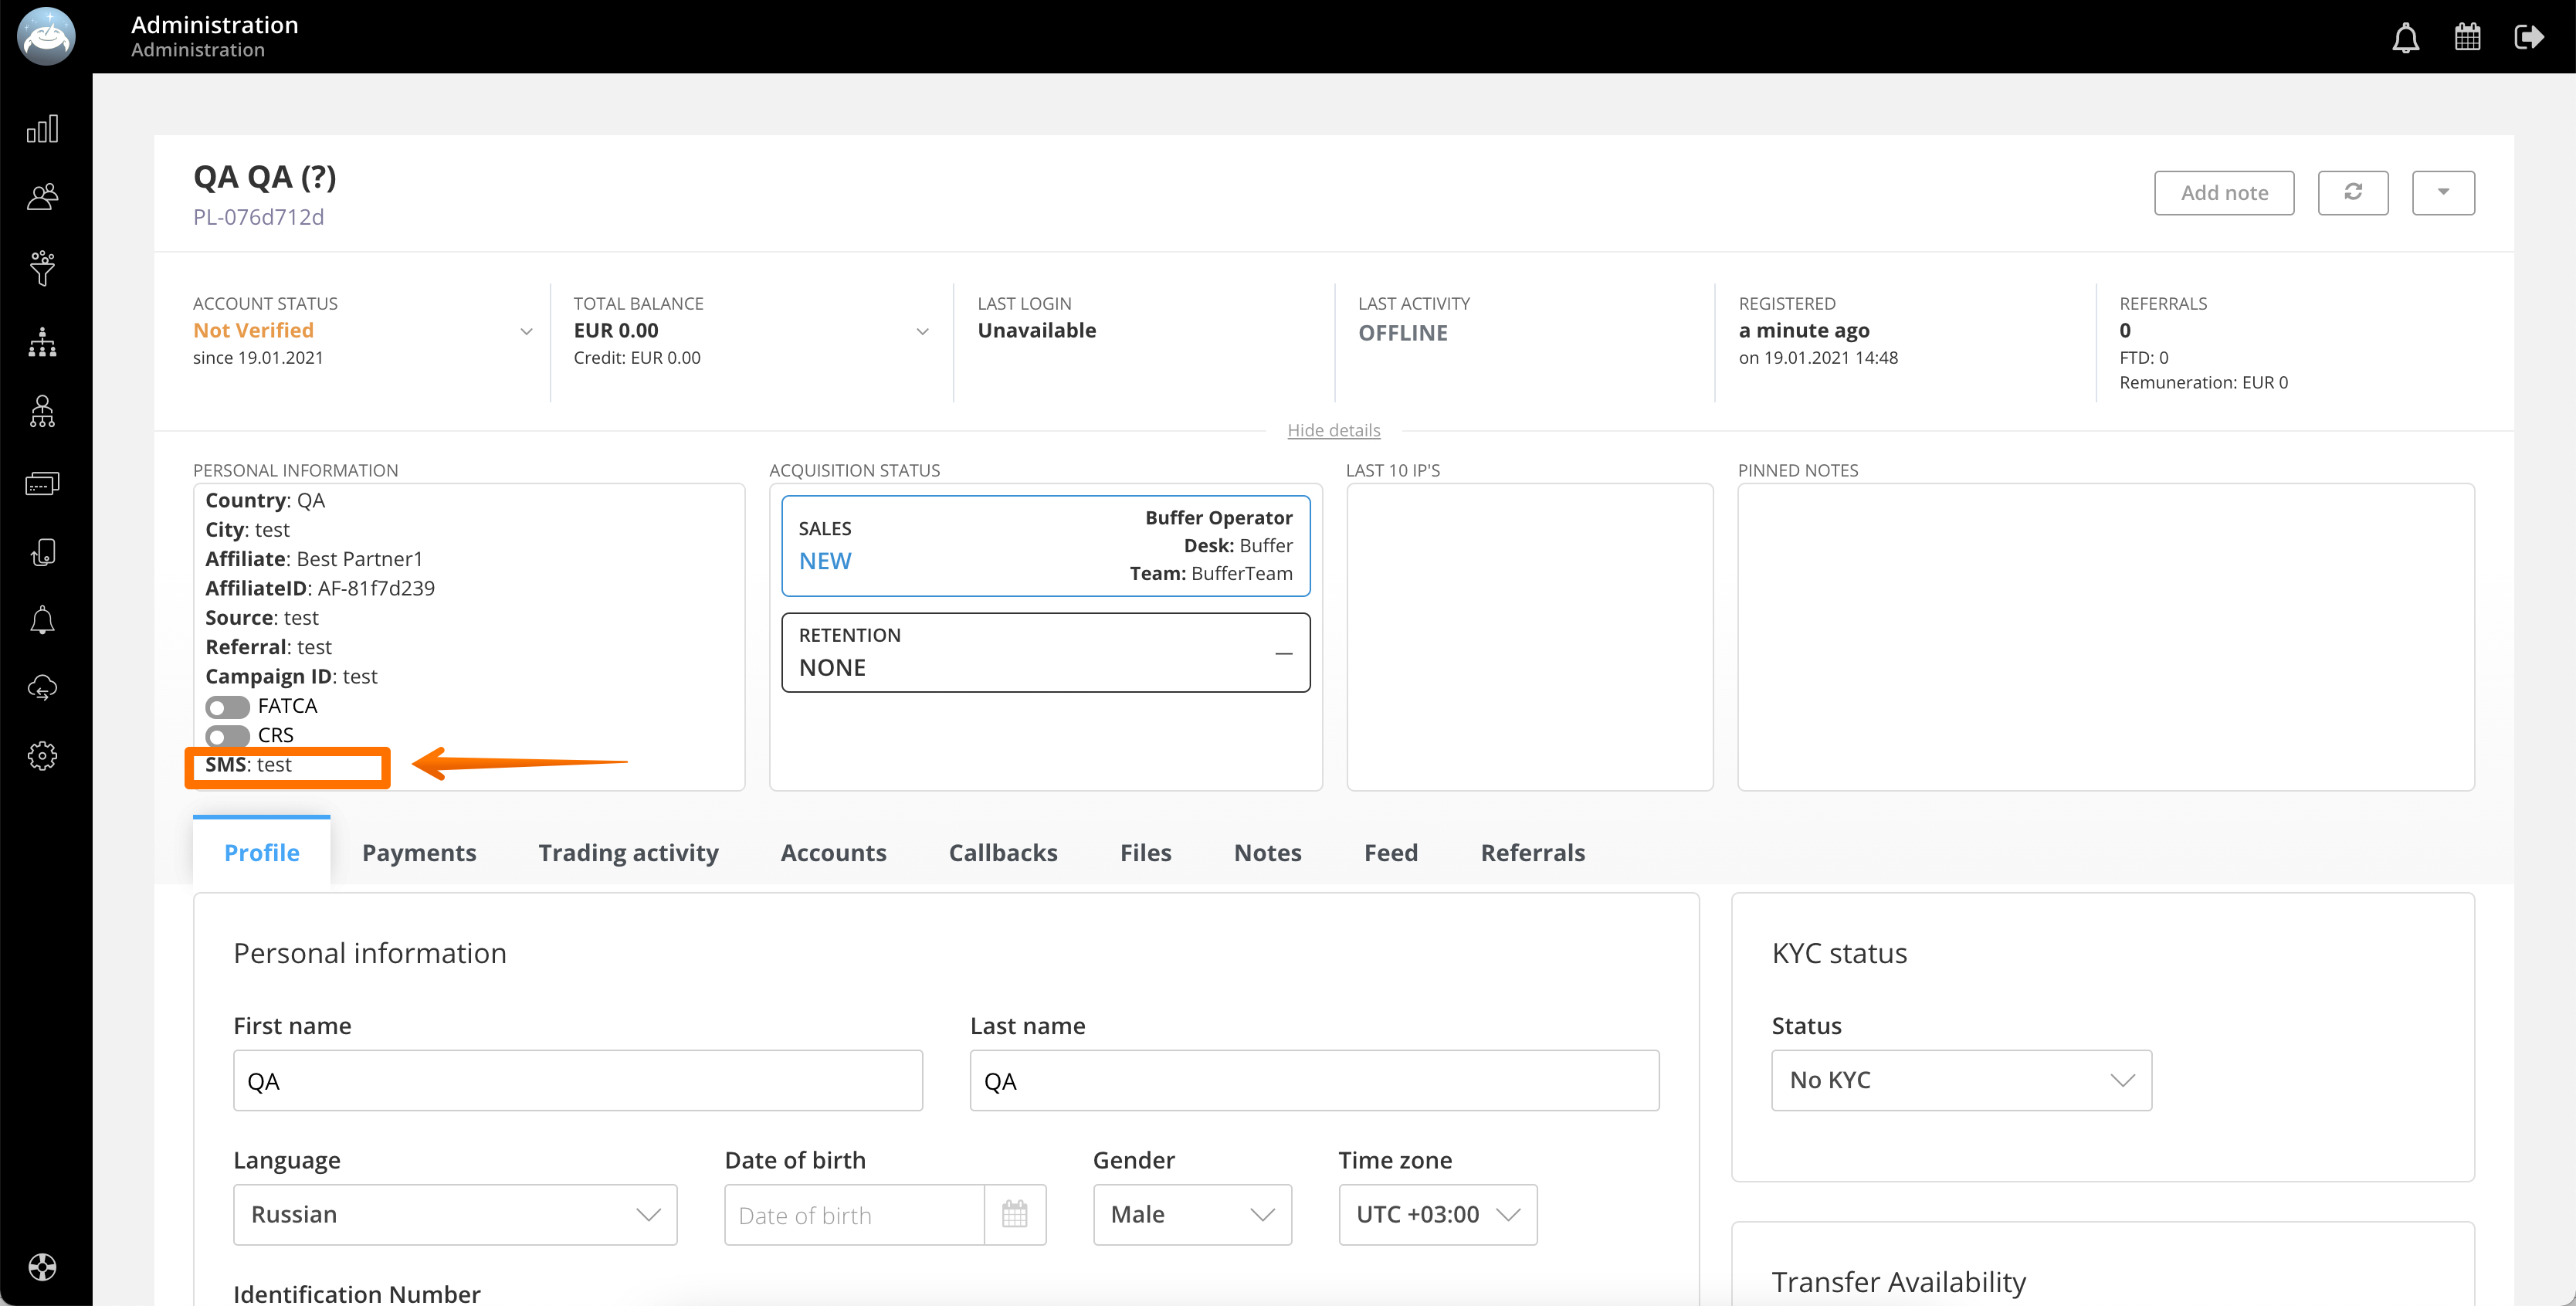 Administration
Administration
QA QA (?)
PL-076d712d
Add note
ACCOUNT STATUS
Not Verified
since 19.01.2021
TOTAL BALANCE
EUR 0.00
Credit: EUR 0.00
LAST LOGIN
Unavailable
LAST ACTIVITY
OFFLINE
REGISTERED
a minute ago
on 19.01.2021 14:48
REFERRALS
0
FTD: 0
Remuneration: EUR 0
Hide details
PERSONAL INFORMATION
Country: QA
City: test
Affiliate: Best Partner1
AffiliateID: AF-81f7d239
Source: test
Referral: test
Campaign ID: test
FATCA
CRS
SMS: test
ACQUISITION STATUS
SALES
NEW
Buffer Operator
Desk: Buffer
Team: BufferTeam
RETENTION
NONE
—
LAST 10 IP'S
PINNED NOTES
Profile Payments Trading activity Accounts Callbacks Files Notes Feed Referrals
Personal information
First name
QA
Last name
QA
Language
Russian
Date of birth
Date of birth
Gender
Male
Time zone
UTC +03:00
Identification Number
KYC status
Status
No KYC
Transfer Availability